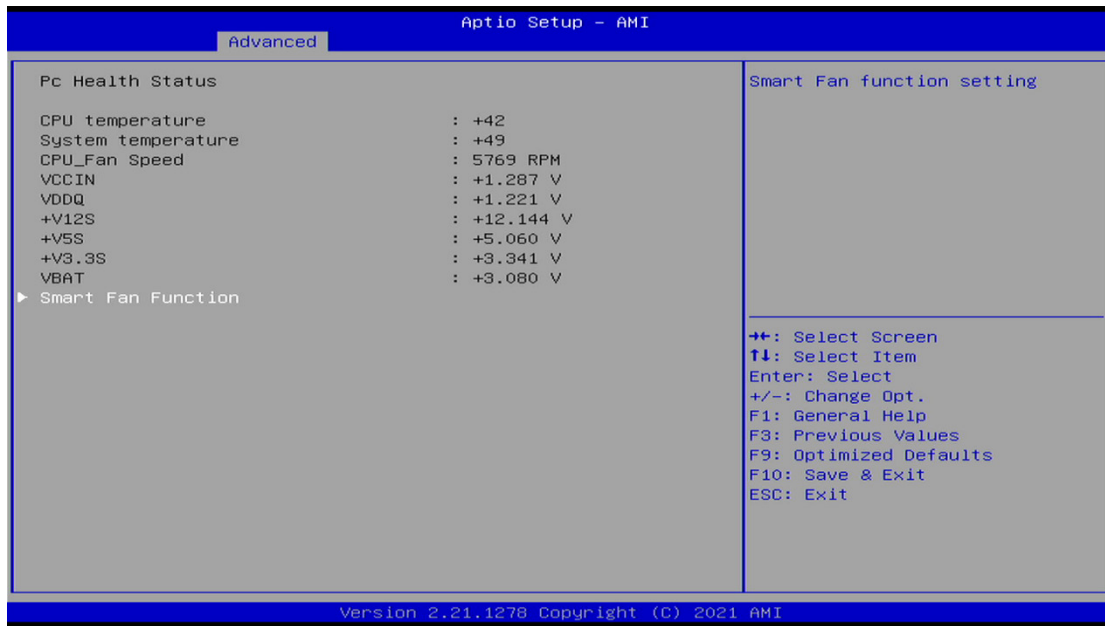 Aptio Setup – AMI
Advanced
Pc Health Status
CPU temperature : +42
System temperature : +49
CPU_Fan Speed : 5769 RPM
VCCIN : +1.287 V
VDDQ : +1.221 V
+V12S : +12.144 V
+V5S : +5.060 V
+V3.3S : +3.341 V
VBAT : +3.080 V
► Smart Fan Function
Smart Fan function setting
→←: Select Screen
↑↓: Select Item
Enter: Select
+/-: Change Opt.
F1: General Help
F3: Previous Values
F9: Optimized Defaults
F10: Save & Exit
ESC: Exit
Version 2.21.1278 Copyright (C) 2021 AMI